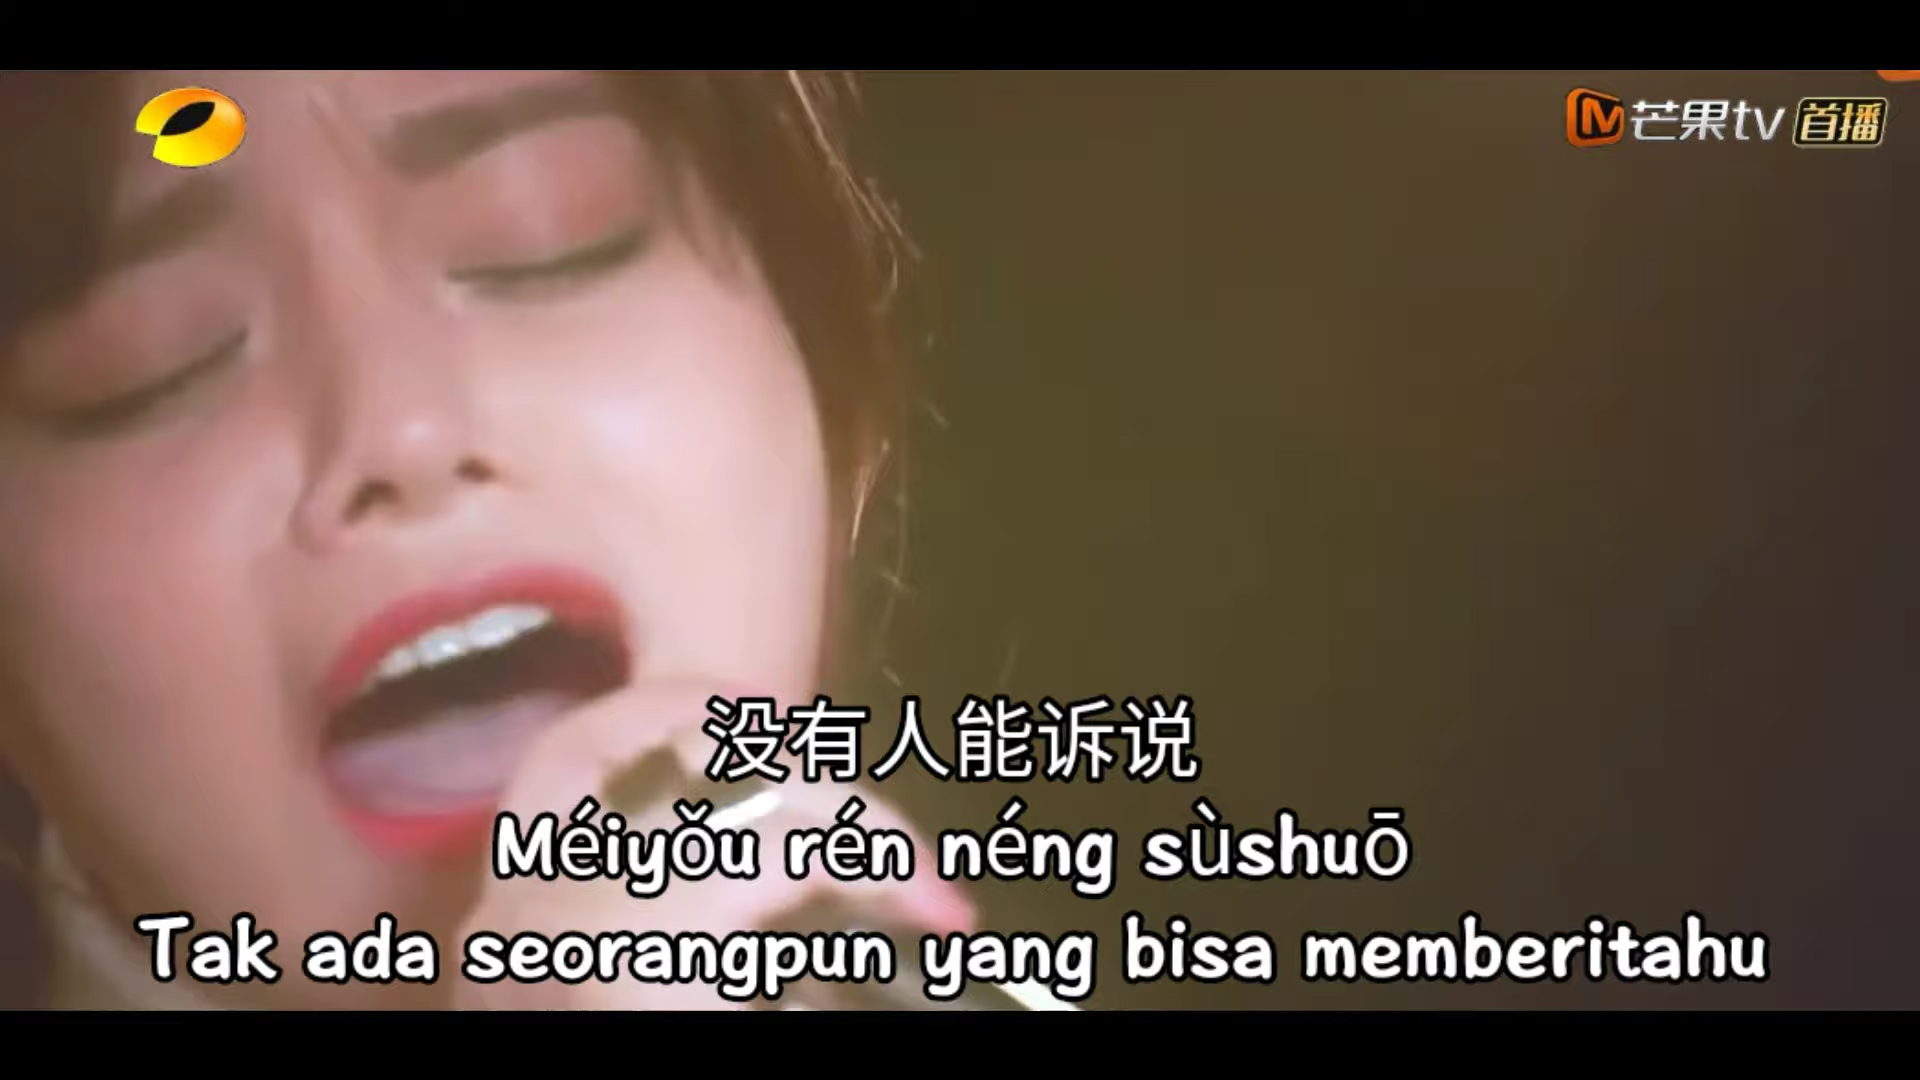 芒果tv 首播
没有人能诉说
Méiyǒu rén néng sùshuō
Tak ada seorangpun yang bisa memberitahu